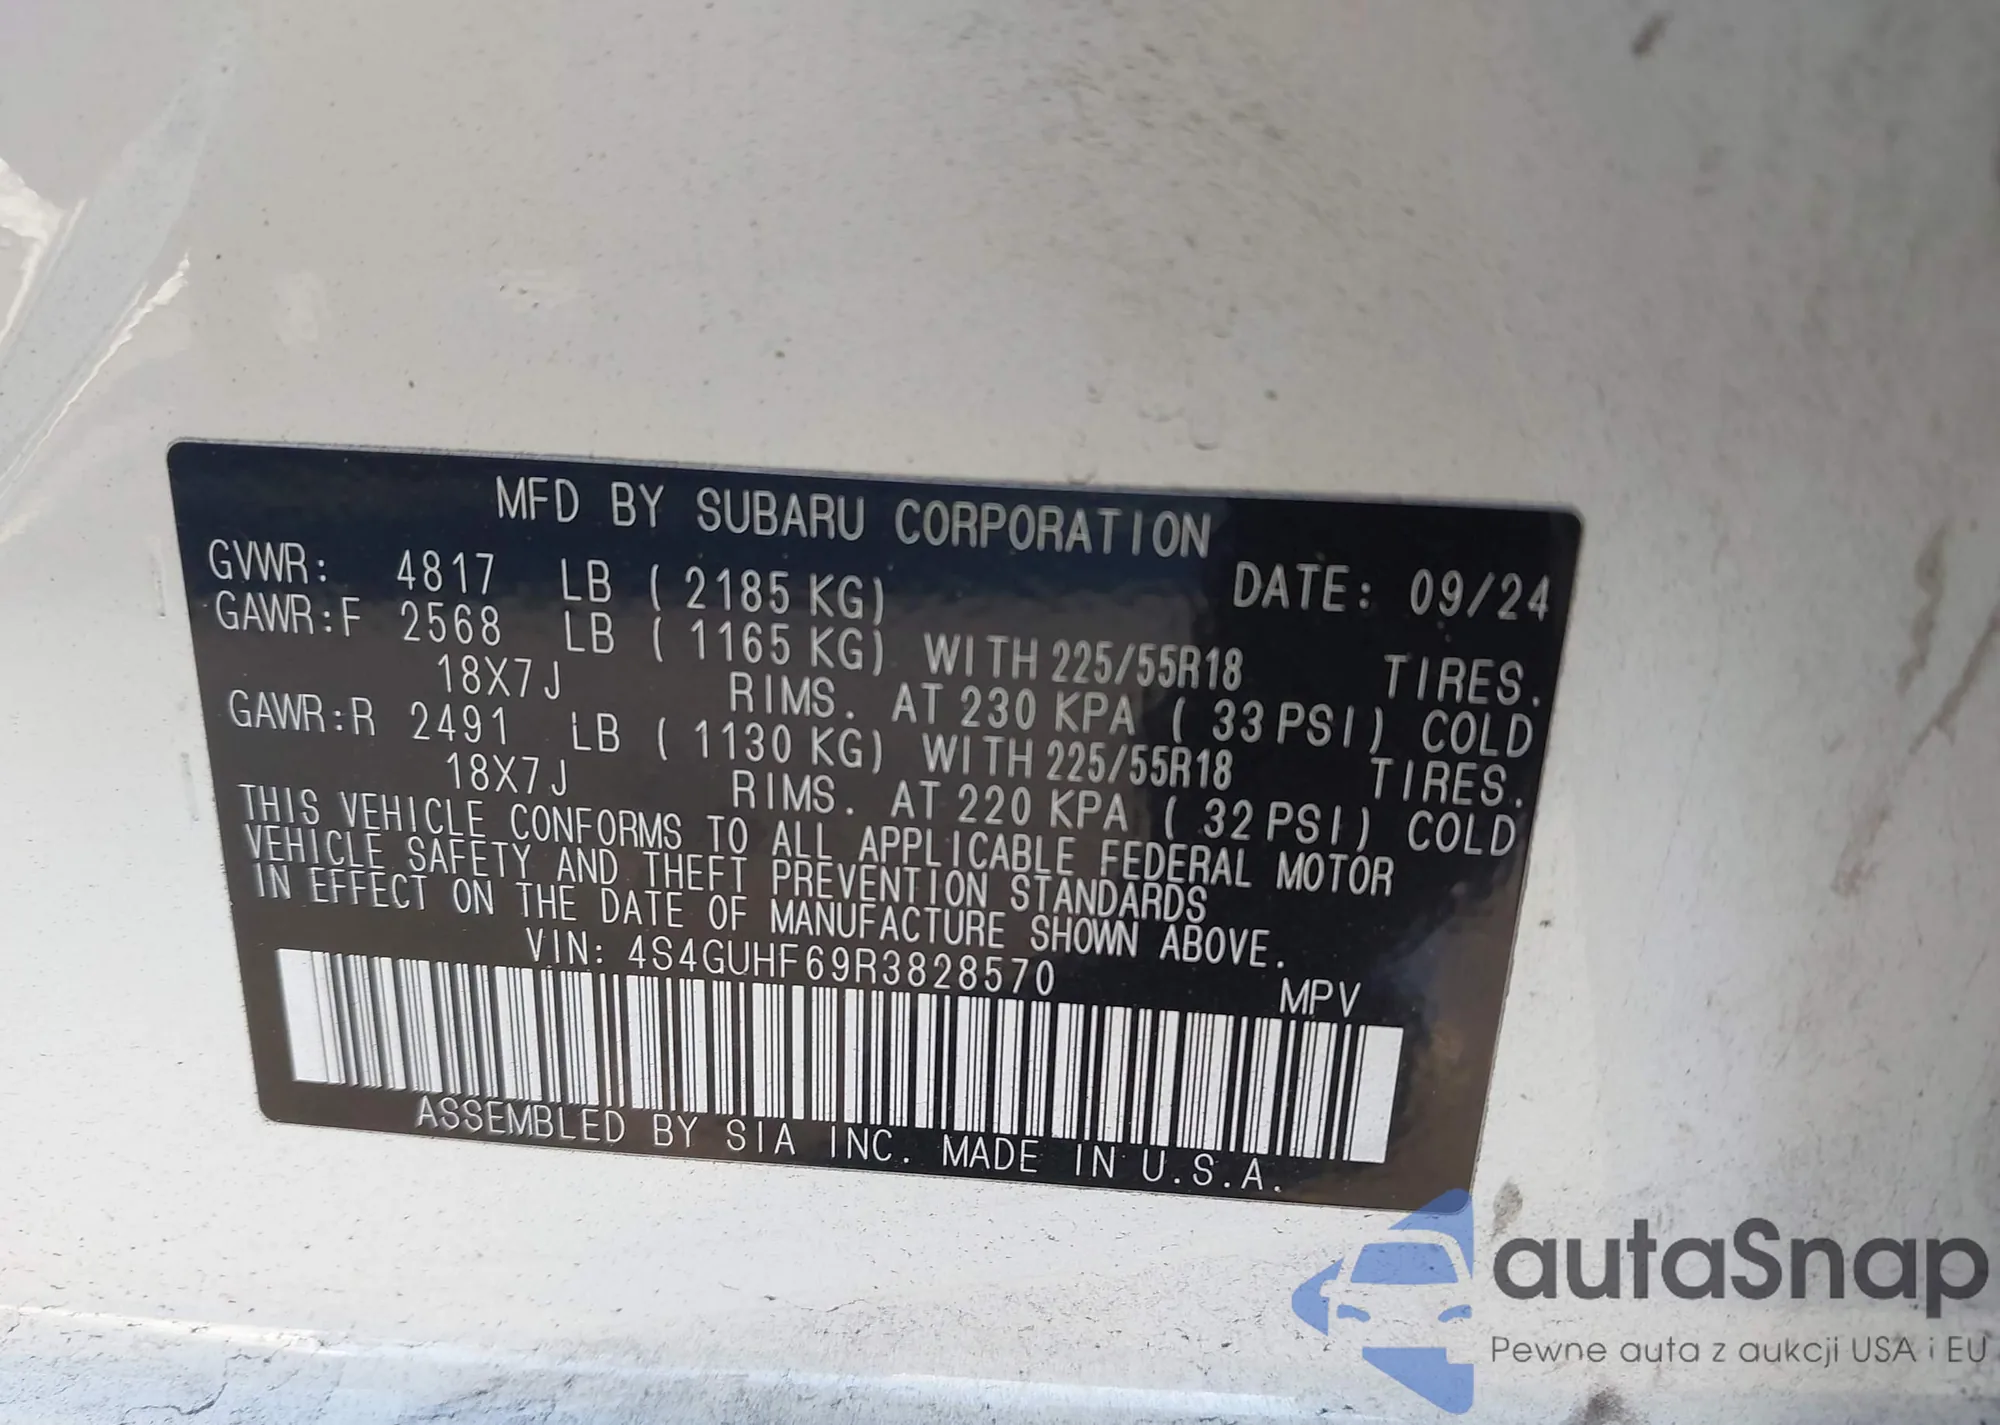 MFD BY SUBARU CORPORATION
GVWR: 4817 LB ( 2185 KG) DATE: 09/24
GAWR:F 2568 LB ( 1165 KG) WITH 225/55R18 TIRES.
18X7J RIMS. AT 230 KPA ( 33 PSI) COLD
GAWR:R 2491 LB ( 1130 KG) WITH 225/55R18 TIRES.
18X7J RIMS. AT 220 KPA ( 32 PSI) COLD
THIS VEHICLE CONFORMS TO ALL APPLICABLE FEDERAL MOTOR
VEHICLE SAFETY AND THEFT PREVENTION STANDARDS
IN EFFECT ON THE DATE OF MANUFACTURE SHOWN ABOVE.
VIN: 4S4GUHF69R3828570 MPV
ASSEMBLED BY SIA INC. MADE IN U.S.A.
autaSnap
Pewne auta z aukcji USA i EU